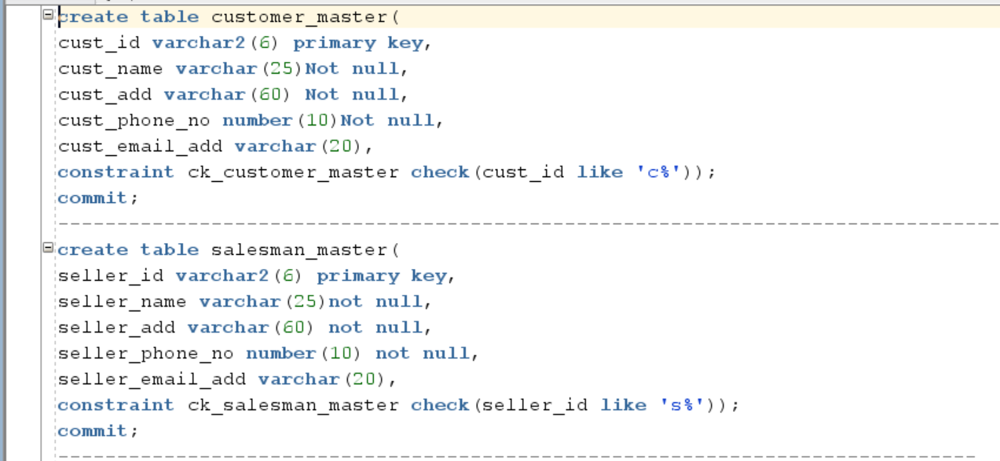 create table customer_master(
cust_id varchar2(6) primary key,
cust_name varchar(25)Not null,
cust_add varchar(60) Not null,
cust_phone_no number(10)Not null,
cust_email_add varchar(20),
constraint ck_customer_master check(cust_id like 'c%'));
commit;
--------------------------------------------------------------------------------
create table salesman_master(
seller_id varchar2(6) primary key,
seller_name varchar(25)not null,
seller_add varchar(60) not null,
seller_phone_no number(10) not null,
seller_email_add varchar(20),
constraint ck_salesman_master check(seller_id like 's%'));
commit;
------------------------------------------------------------------------------